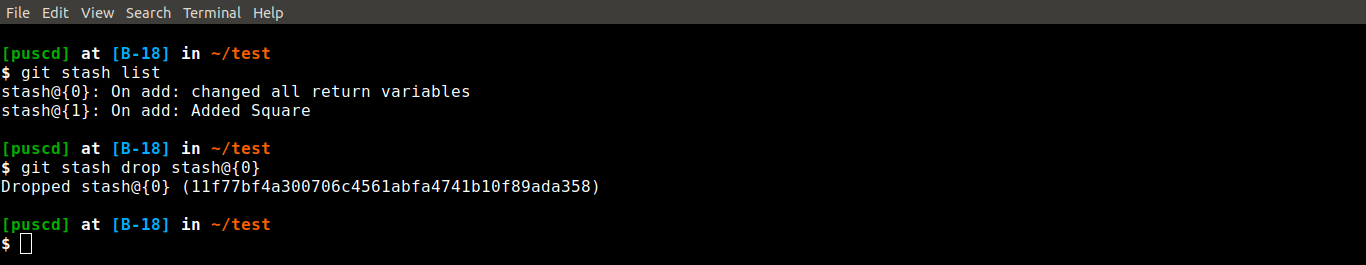 File Edit View Search Terminal Help
[puscd] at [B-18] in ~/test
$ git stash list
stash@{0}: On add: changed all return variables
stash@{1}: On add: Added Square
[puscd] at [B-18] in ~/test
$ git stash drop stash@{0}
Dropped stash@{0} (11f77bf4a300706c4561abfa4741b10f89ada358)
[puscd] at [B-18] in ~/test
$